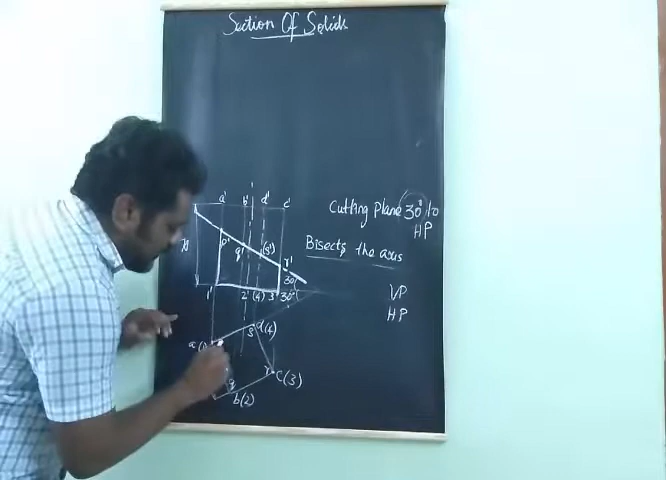 Section Of Solids
a' b' d' c'
Cutting Plane 30° to
HP
Bisects the axis
p' q' (s') r'
30°
1' 2' (4) 3' 30°
VP
HP
s d(4)
a(1)
r c(3)
q
b(2)